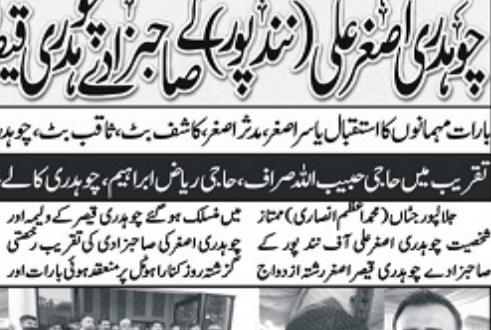 چوہدری اصغر علی (نند پور) کے صاحبزادے چوہدری قیصر
بارات مہمانوں کا استقبال یاسر اصغر، مدثر اصغر، کاشف بٹ، ثاقب بٹ، چوہدری
تقریب میں حاجی حبیب اللہ صراف، حاجی ریاض ابراہیم، چوہدری کالے
جلالپور جٹاں (محمد اعظم انصاری) ممتاز
شخصیت چوہدری اصغر علی آف نند پور کے
صاحبزادے چوہدری قیصر اصغر رشتہ ازدواج
میں منسلک ہو گئے چوہدری قیصر کے ولیمہ اور
چوہدری اصغر کی صاحبزادی کی تقریب رخصتی
گزشتہ روز کنارا ہوٹل پر منعقد ہوئی بارات اور